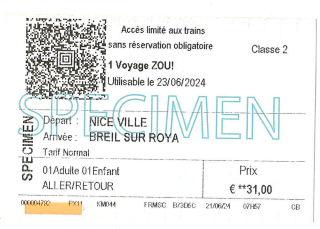 Accès limité aux trains
sans réservation obligatoire
Classe 2
1 Voyage ZOU!
Utilisable le 23/06/2024
SPECIMEN
SPECIMEN
Départ : NICE VILLE
Arrivée : BREIL SUR ROYA
Tarif Normal
01Adulte 01Enfant
ALLER/RETOUR
Prix
€ **31,00
000004792 PX11 KM044 FRMSC B/3D5C 21/06/24 07H57 CB